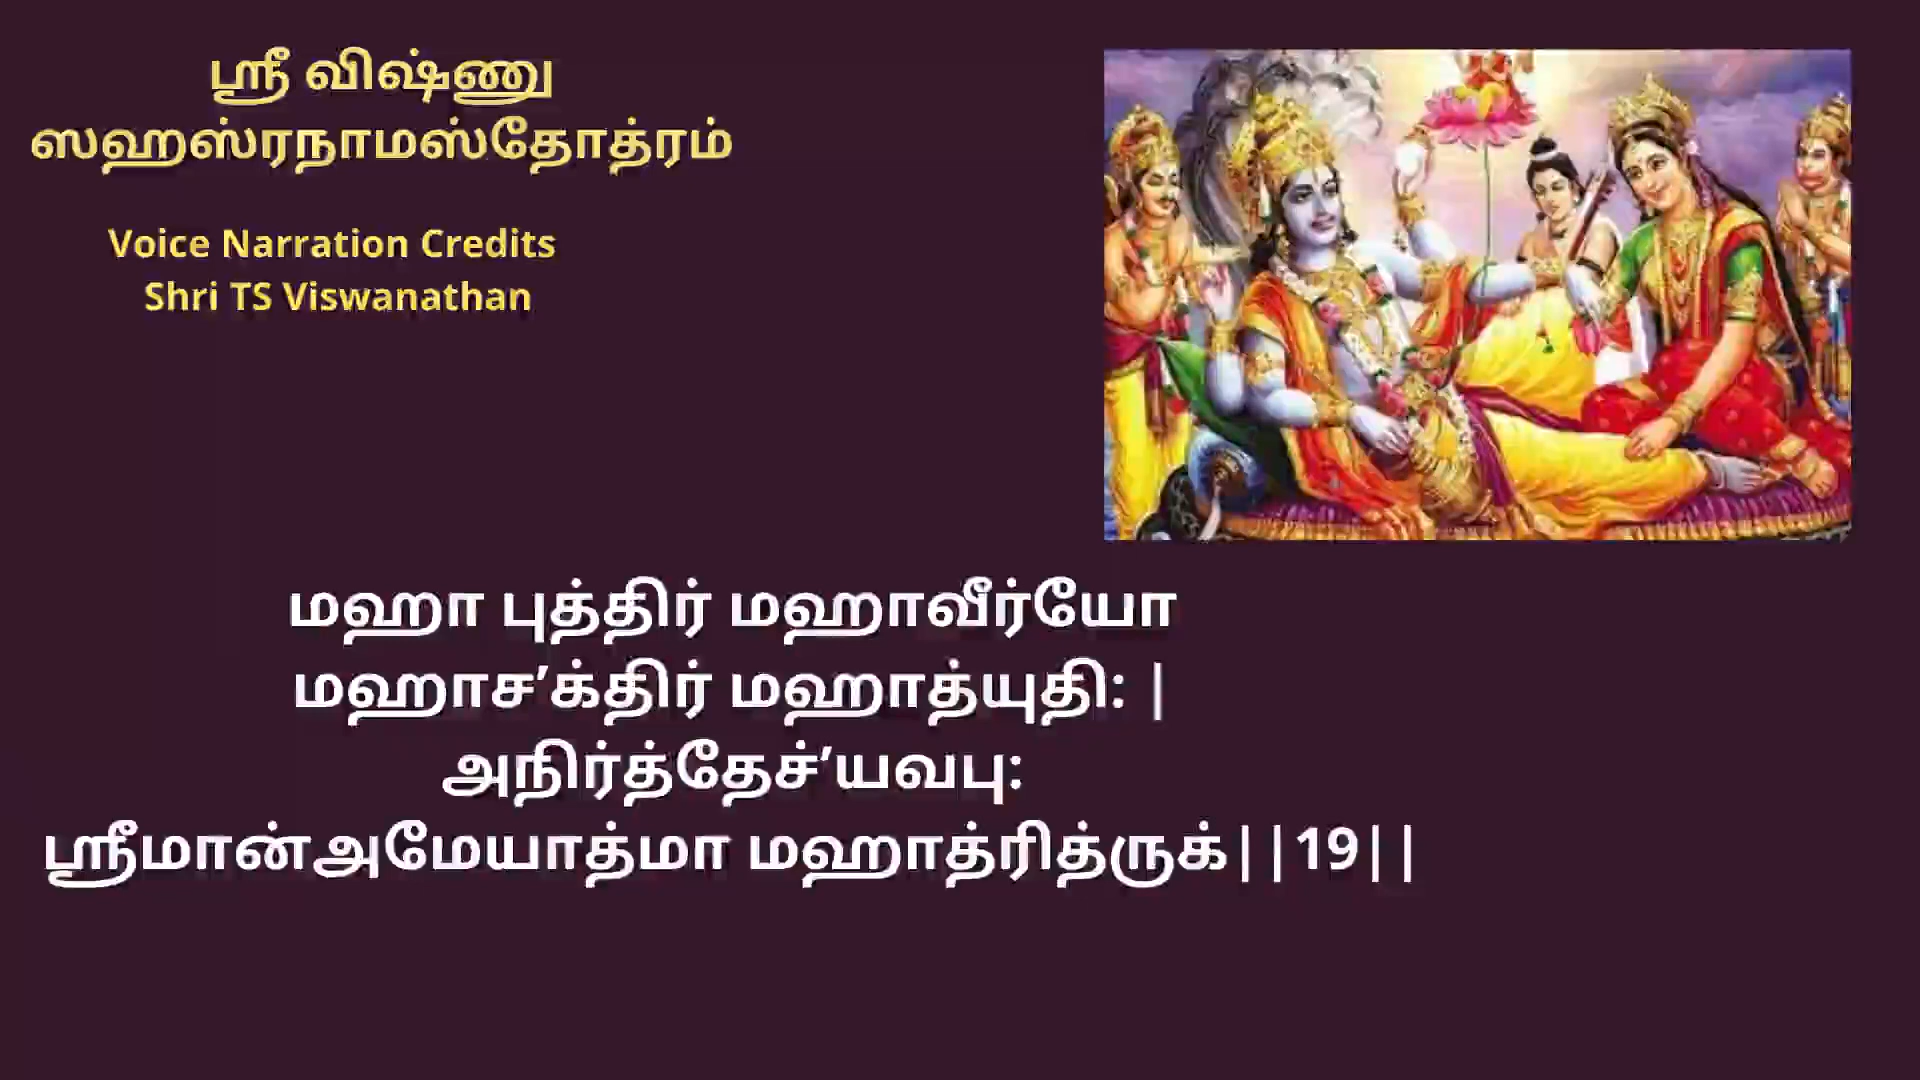 ஸ்ரீ விஷ்ணு
ஸஹஸ்ரநாமஸ்தோத்ரம்
Voice Narration Credits
Shri TS Viswanathan
மஹா புத்திர் மஹாவீர்யோ
மஹாச’க்திர் மஹாத்யுதி: |
அநிர்த்தேச்’யவபு:
ஸ்ரீமான்அமேயாத்மா மஹாத்ரித்ருக்||19||